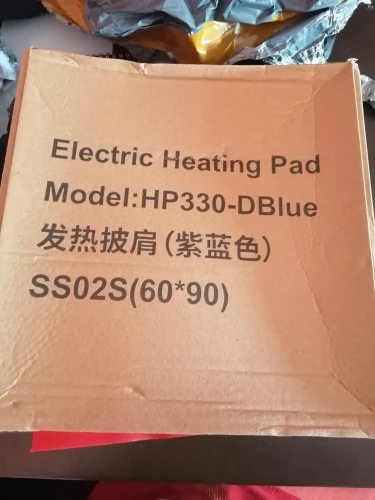 Electric Heating Pad
Model:HP330-DBlue
发热披肩(紫蓝色)
SS02S(60*90)